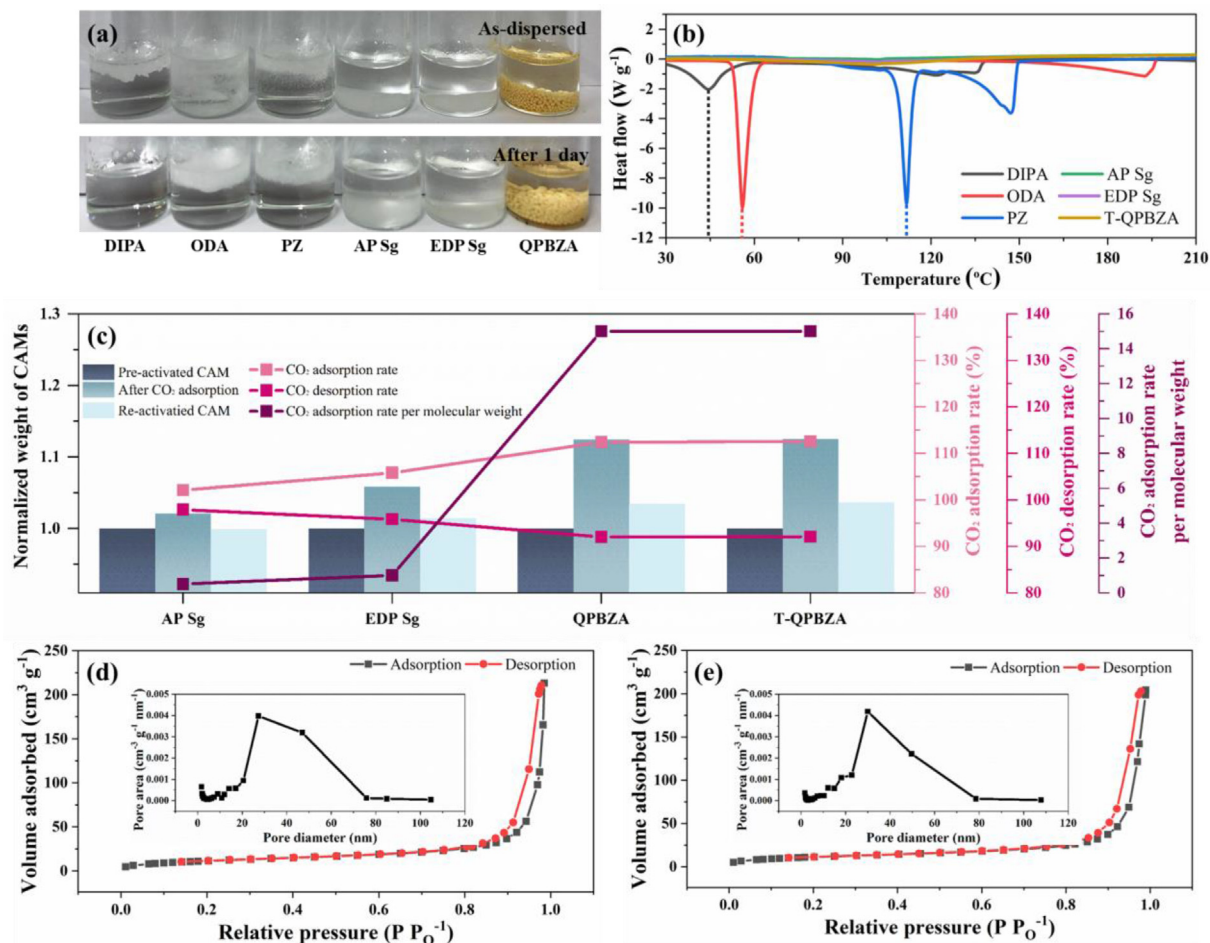 (a)
As-dispersed
After 1 day
DIPA ODA PZ AP Sg EDP Sg QPBZA
(b)
Heat flow (W g-1)
0
-2
-4
-6
-8
-10
-12
DIPA
ODA
PZ
AP Sg
EDP Sg
T-QPBZA
30 60 90 120 150 180 210
Temperature (ºC)
(c)
Normalized weight of CAMs
1.3
1.2
1.1
1.0
Pre-activated CAM
After CO₂ adsorption
Re-activatied CAM
CO₂ adsorption rate
CO₂ desorption rate
CO₂ adsorption rate per molecular weight
AP Sg EDP Sg QPBZA T-QPBZA
140
130
120
110
100
90
80
CO₂ adsorption rate (%)
140
130
120
110
100
90
80
CO₂ desorption rate (%)
16
14
12
10
8
6
4
2
0
CO₂ adsorption rate
per molecular weight
(d)
Volume adsorbed (cm³ g⁻¹)
250
200
150
100
50
0
Adsorption Desorption
Pore area (cm⁻³ g⁻¹ nm⁻¹)
0.005
0.004
0.003
0.002
0.001
0.000
0 20 40 60 80 100 120
Pore diameter (nm)
0.0 0.2 0.4 0.6 0.8 1.0
Relative pressure (P PO⁻¹)
(e)
Volume adsorbed (cm³ g⁻¹)
250
200
150
100
50
0
Adsorption Desorption
Pore area (cm⁻³ g⁻¹ nm⁻¹)
0.005
0.004
0.003
0.002
0.001
0.000
0 20 40 60 80 100 120
Pore diameter (nm)
0.0 0.2 0.4 0.6 0.8 1.0
Relative pressure (P PO⁻¹)